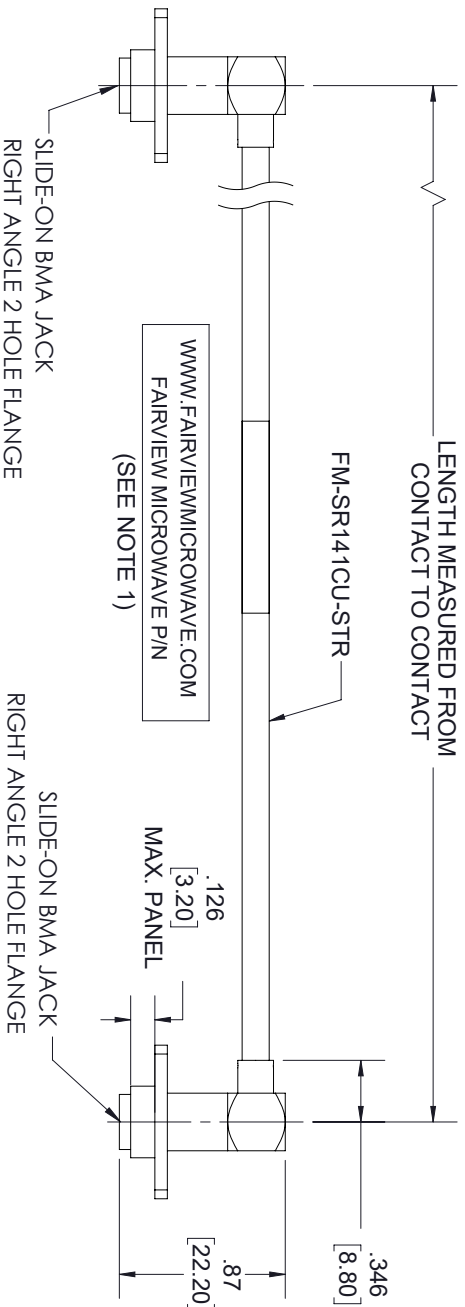 LENGTH MEASURED FROM
CONTACT TO CONTACT
.346
[8.80]
.87
[22.20]
FM-SR141CU-STR
.126
[3.20]
MAX. PANEL
WWW.FAIRVIEWMICROWAVE.COM
FAIRVIEW MICROWAVE P/N
(SEE NOTE 1)
SLIDE-ON BMA JACK
RIGHT ANGLE 2 HOLE FLANGE
SLIDE-ON BMA JACK
RIGHT ANGLE 2 HOLE FLANGE